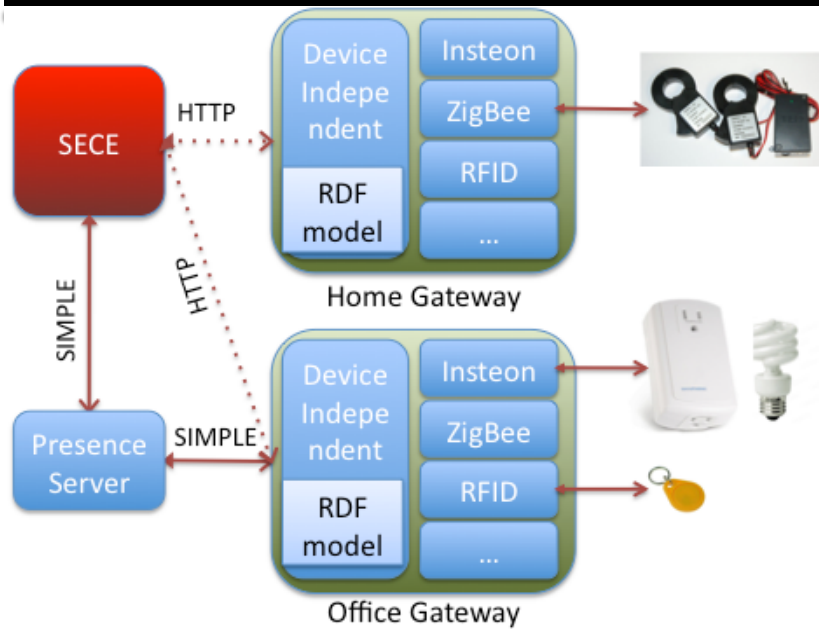 SECE
HTTP
HTTP
SIMPLE
Presence
Server
SIMPLE
Device
Indepe
ndent
RDF
model
Insteon
ZigBee
RFID
...
Home Gateway
Device
Indepe
ndent
RDF
model
Insteon
ZigBee
RFID
...
Office Gateway